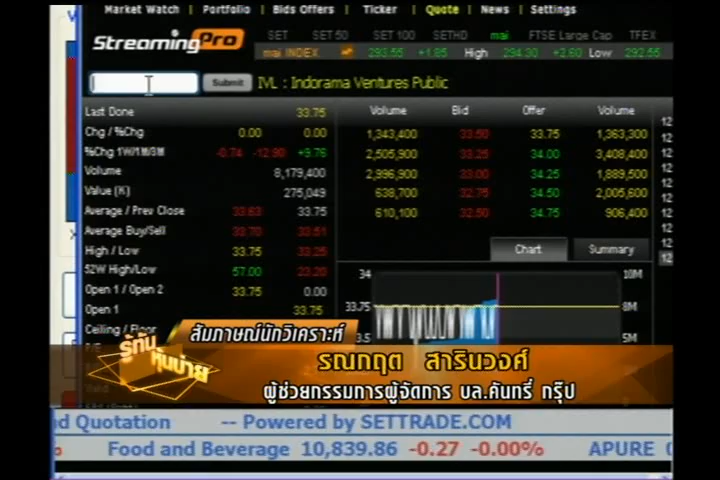 Market Watch Portfolio Bids Offers Ticker Quote News Settings
StreamingPro
SET SET 50 SET 100 SETHD mai FTSE Large Cap TFEX
mai INDEX 293.55 +1.85 High 294.30 +2.60 Low 292.55
Submit IVL : Indorama Ventures Public
Last Done 33.75
Volume Bid Offer Volume
Chg / %Chg 0.00 0.00
1,343,400 33.50 33.75 1,363,300
%Chg 1W/1M/3M -0.74 -12.90 +9.76
2,505,900 33.25 34.00 3,408,400
Volume 8,179,400
2,996,900 33.00 34.25 1,889,500
Value (K) 275,049
638,700 32.75 34.50 2,005,600
Average / Prev Close 33.63 33.75
610,100 32.50 34.75 906,400
Average Buy/Sell 33.70 33.51
High / Low 33.75 33.25
Chart Summary
52W High/Low 57.00 23.20
34 10M
Open 1 / Open 2 33.75 0.00
33.75 8M
Open 1 33.75
Ceiling / Floor
5M
สัมภาษณ์นักวิเคราะห์
รู้ทันหุ้นบ่าย
รณกฤต สารินวงศ์
ผู้ช่วยกรรมการผู้จัดการ บล.คันทรี่ กรุ๊ป
d Quotation -- Powered by SETTRADE.COM
Food and Beverage 10,839.86 -0.27 -0.00% APURE